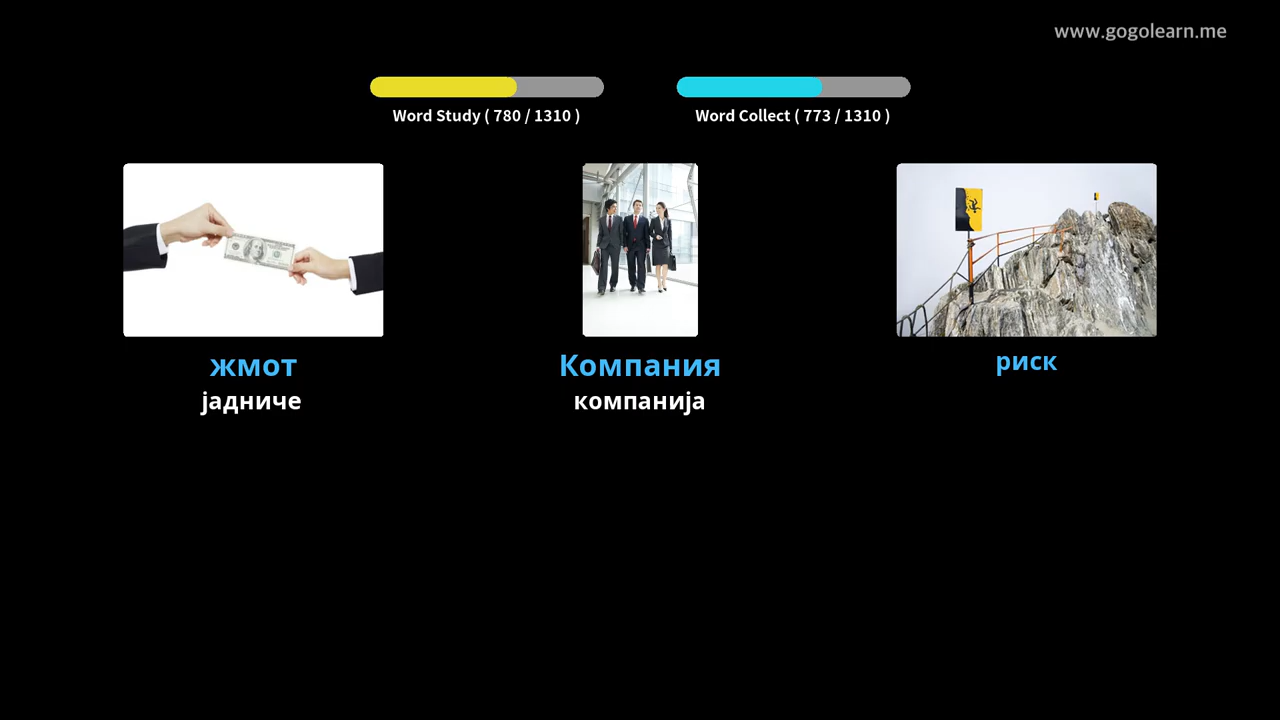 www.gogolearn.me
Word Study ( 780 / 1310 )
Word Collect ( 773 / 1310 )
жмот
јадниче
Компания
компанија
риск